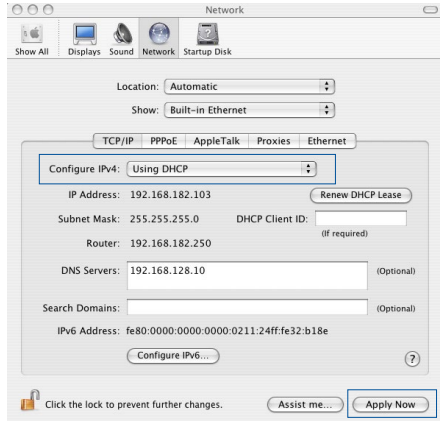 Network
Show All Displays Sound Network Startup Disk
Location: Automatic
Show: Built-in Ethernet
TCP/IP PPPoE AppleTalk Proxies Ethernet
Configure IPv4: Using DHCP
IP Address: 192.168.182.103 Renew DHCP Lease
Subnet Mask: 255.255.255.0 DHCP Client ID:
(If required)
Router: 192.168.182.250
DNS Servers: 192.168.128.10 (Optional)
Search Domains: (Optional)
IPv6 Address: fe80:0000:0000:0000:0211:24ff:fe32:b18e
Configure IPv6... ?
Click the lock to prevent further changes. Assist me... Apply Now